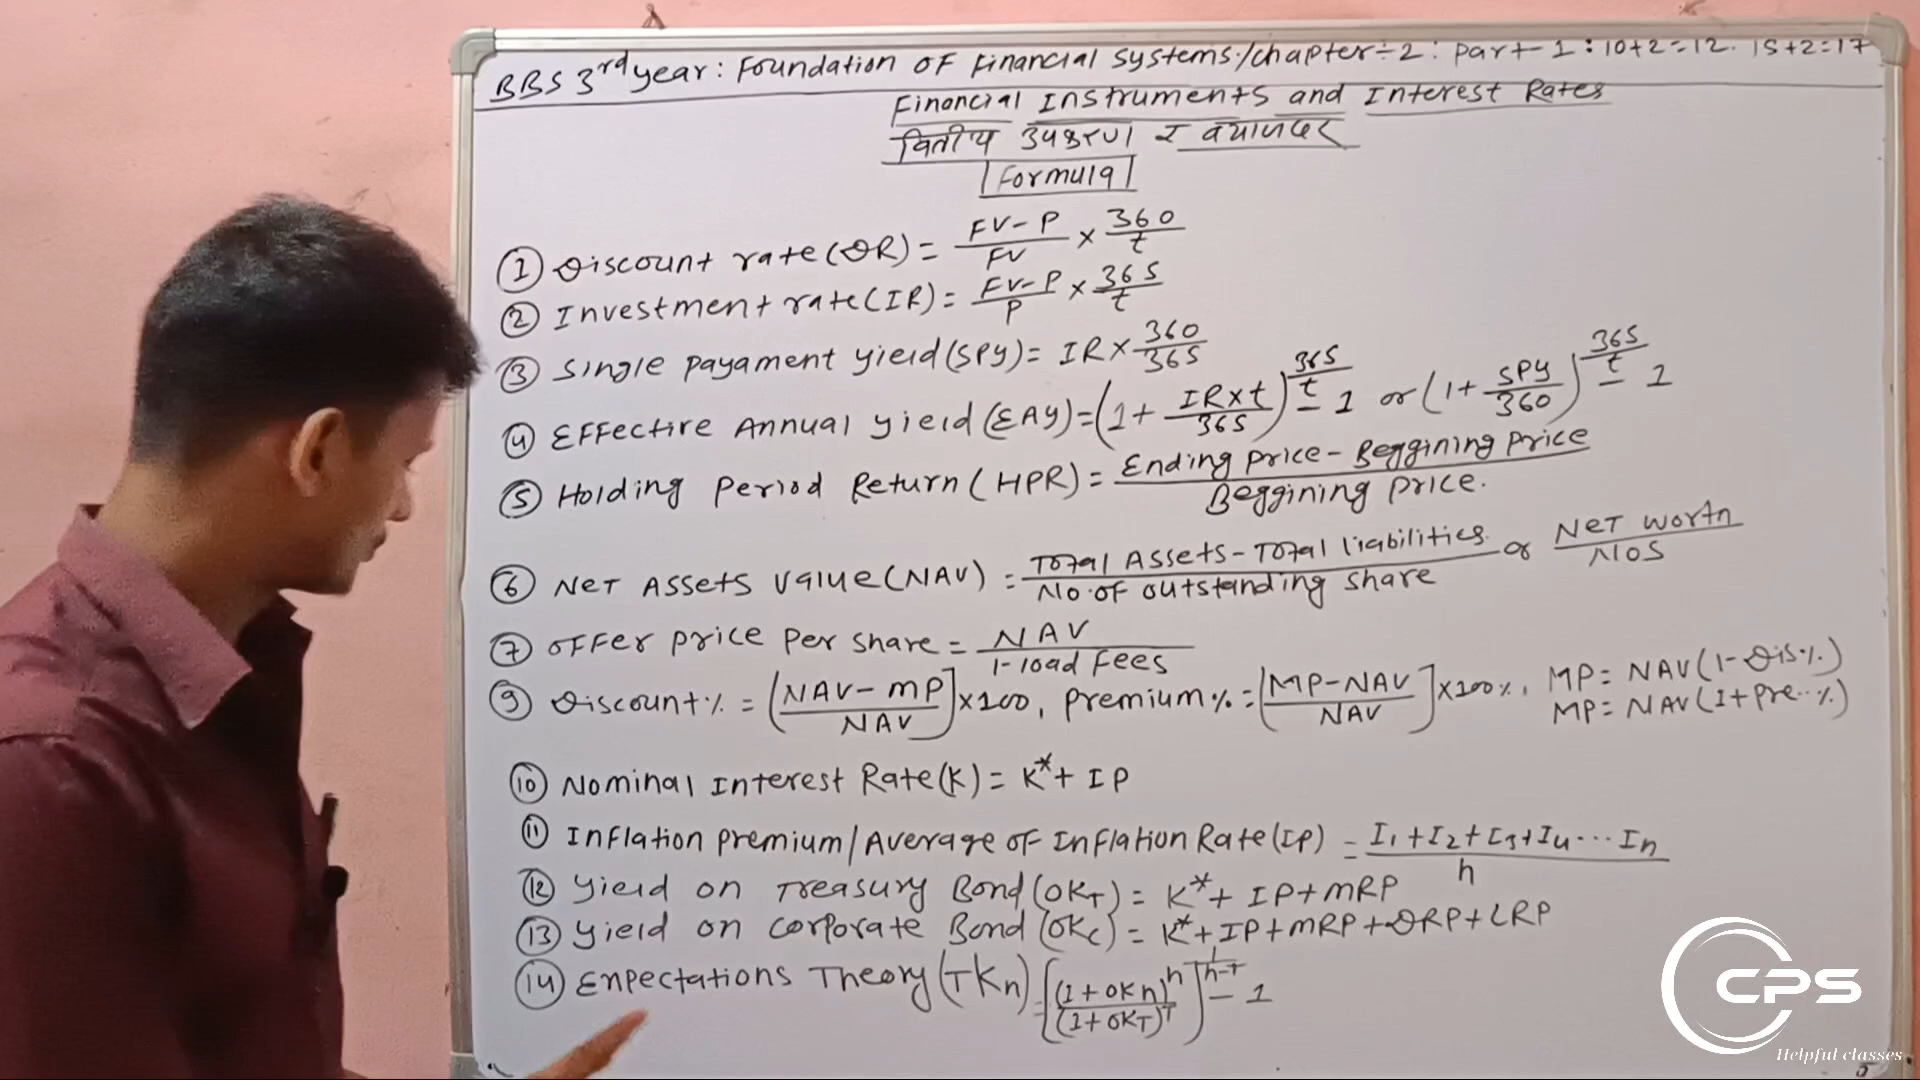 BBS 3rd year: Foundation of Financial Systems/chapter÷2: part-1: 10+2=12. 15+2=17
Financial Instruments and Interest Rates
वित्तीय उपकरण र ब्याजदर
Formula
① Discount rate (DR) = FV-P/FV × 360/t
② Investment rate (IR) = FV-P/P × 365/t
③ Single payament yield (SPY) = IR × 360/365
④ Effective Annual yield (EAY) = (1 + IR×t/365)^365/t - 1 or (1 + SPY/360)^365/t - 1
⑤ Holding Period Return (HPR) = Ending price - Beggining price/Beggining price.
⑥ Net Assets Value (NAV) = Total Assets - Total liabilities/No. of outstanding share or Net worth/NOS
⑦ offer price per share = NAV/1-load Fees
⑨ Discount% = [NAV-MP/NAV] × 100, Premium% = [MP-NAV/NAV] × 100%, MP = NAV(1-Dis%)
MP = NAV(1+pre..%)
⑩ Nominal Interest Rate (K) = K* + IP
⑪ Inflation premium/Average of Inflation Rate (IP) = I1+I2+I3+I4...In/n
⑫ yield on Treasury Bond (OKT) = K* + IP + MRP
⑬ yield on corporate Bond (OKC) = K* + IP + MRP + DRP + LRP
⑭ Expectations Theory (TKn) = [(1+OKn)^n/(1+OKT)^T]^1/n-T - 1
CPS
Helpful classes